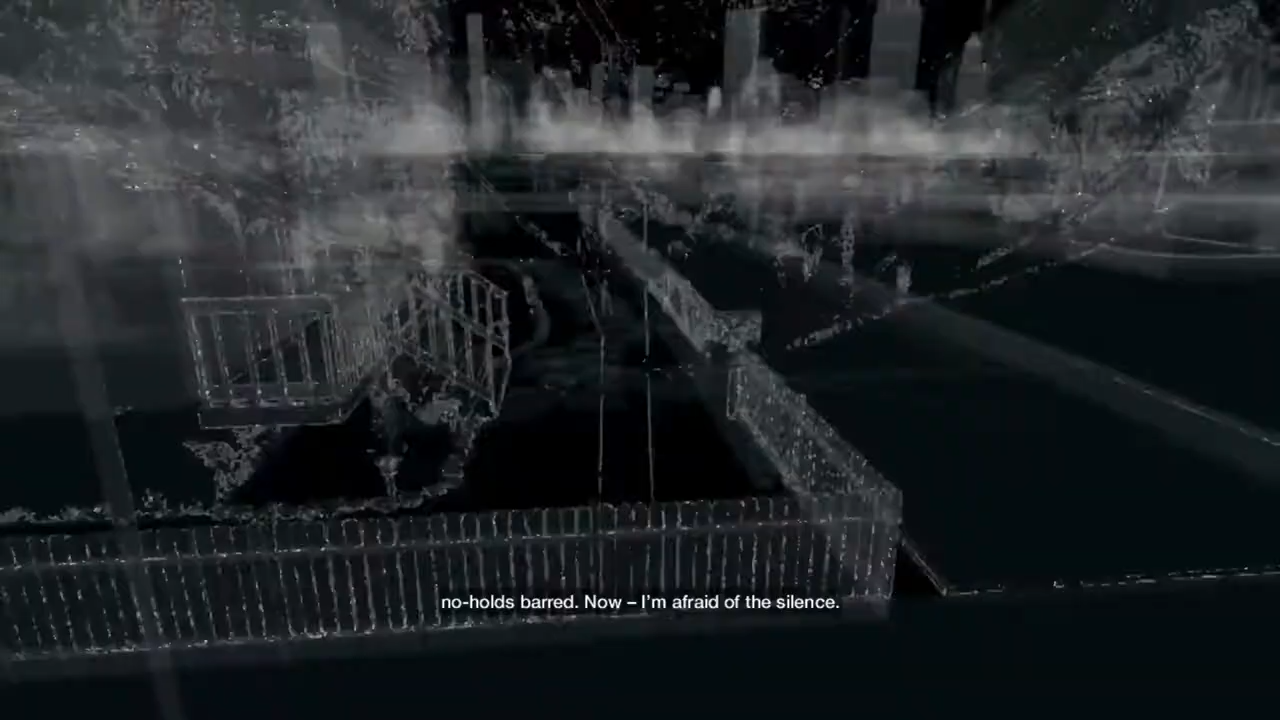 no-holds barred. Now – I'm afraid of the silence.